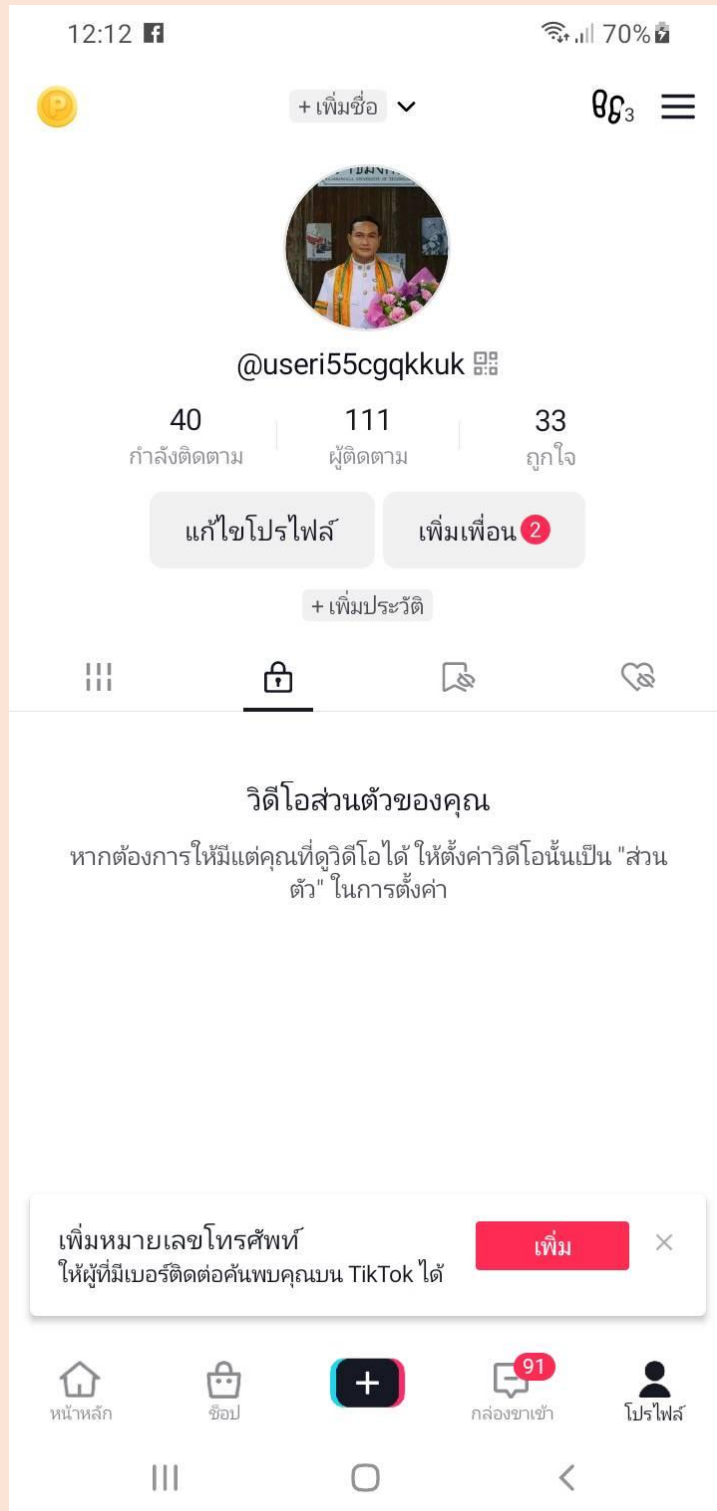 12:12 70%
P + เพิ่มชื่อ 3
@useri55cgqkkuk
40 111 33
กำลังติดตาม ผู้ติดตาม ถูกใจ
แก้ไขโปรไฟล์ เพิ่มเพื่อน 2
+ เพิ่มประวัติ
วิดีโอส่วนตัวของคุณ
หากต้องการให้มีแต่คุณที่ดูวิดีโอได้ ให้ตั้งค่าวิดีโอนั้นเป็น "ส่วน
ตัว" ในการตั้งค่า
เพิ่มหมายเลขโทรศัพท์ เพิ่ม
ให้ผู้ที่มีเบอร์ติดต่อค้นพบคุณบน TikTok ได้
91
หน้าหลัก ช็อป กล่องขาเข้า โปรไฟล์